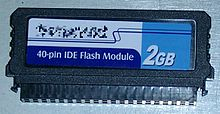 40-pin IDE Flash Module
2GB